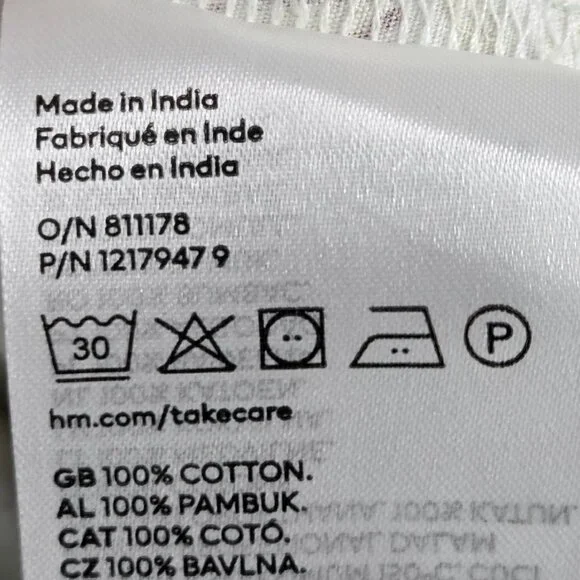 Made in India
Fabriqué en Inde
Hecho en India
O/N 811178
P/N 1217947 9
30
P
hm.com/takecare
GB 100% COTTON.
AL 100% PAMBUK.
CAT 100% COTÓ.
CZ 100% BAVLNA.